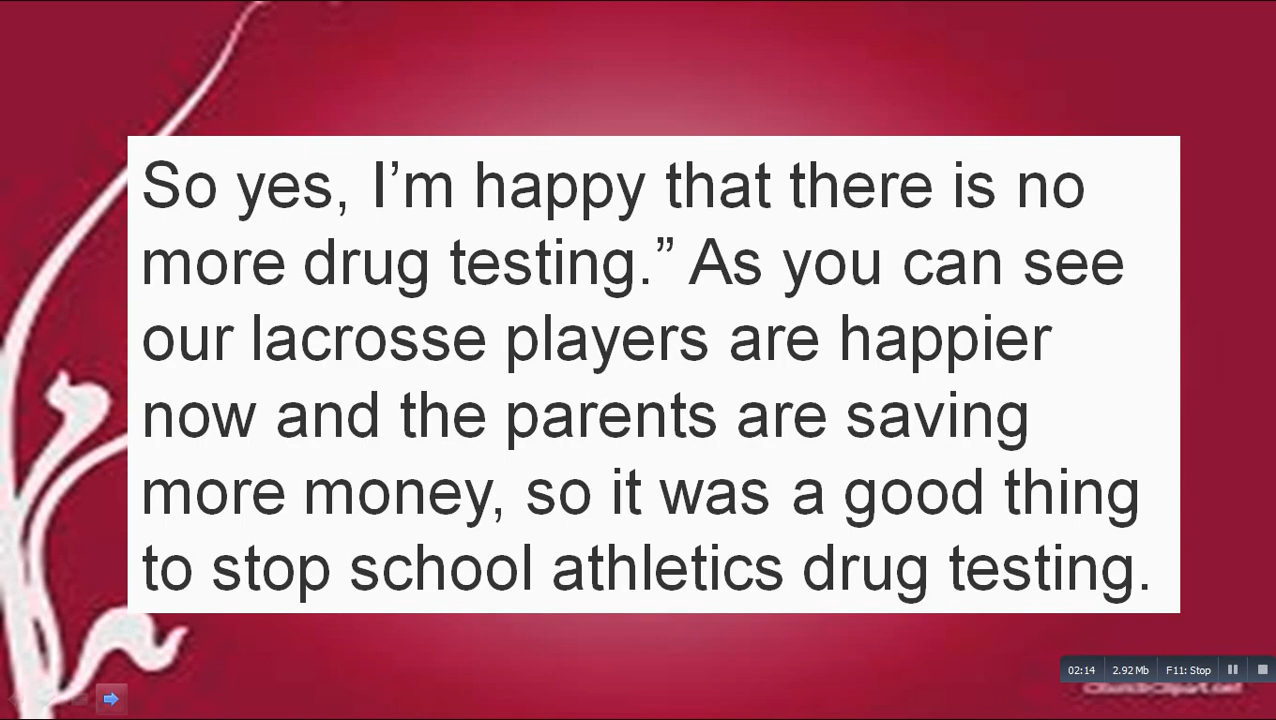 So yes, I’m happy that there is no
more drug testing.” As you can see
our lacrosse players are happier
now and the parents are saving
more money, so it was a good thing
to stop school athletics drug testing.
02:14 2.92 Mb F11: Stop